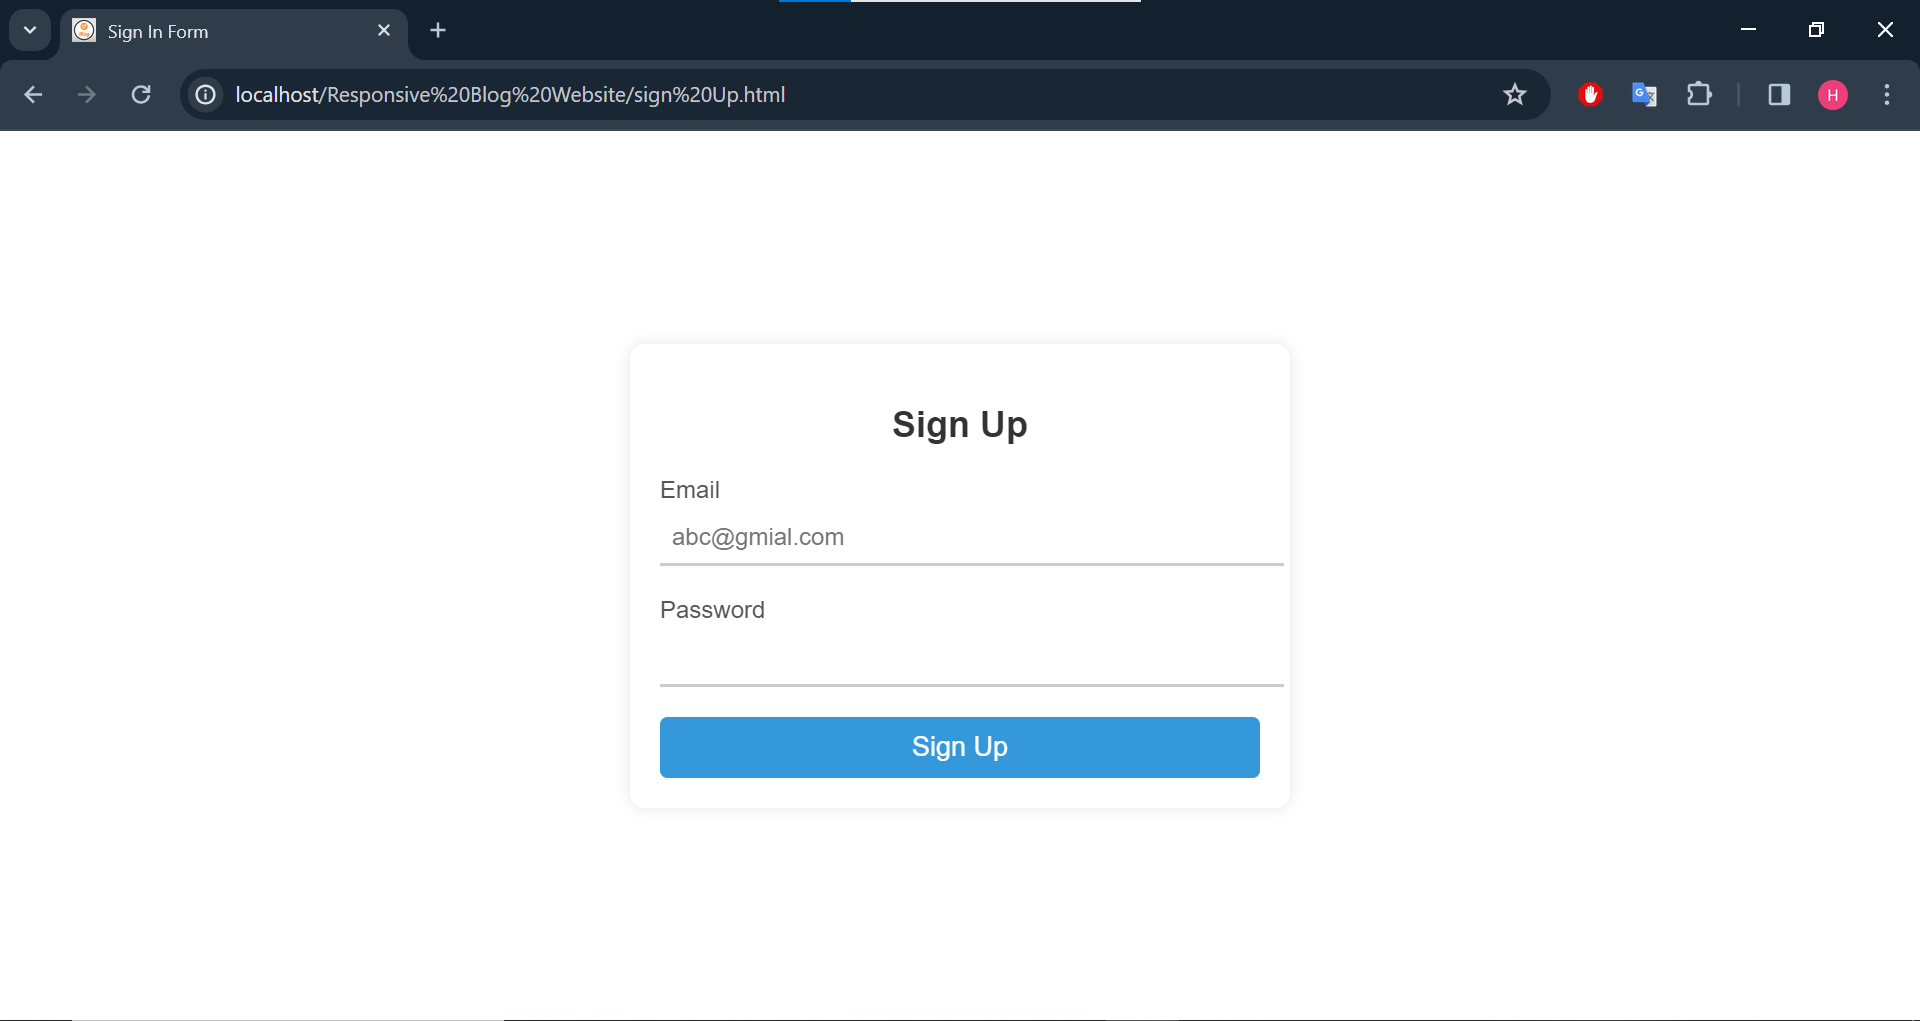 Sign In Form
localhost/Responsive%20Blog%20Website/sign%20Up.html
H
Sign Up
Email
abc@gmial.com
Password
Sign Up